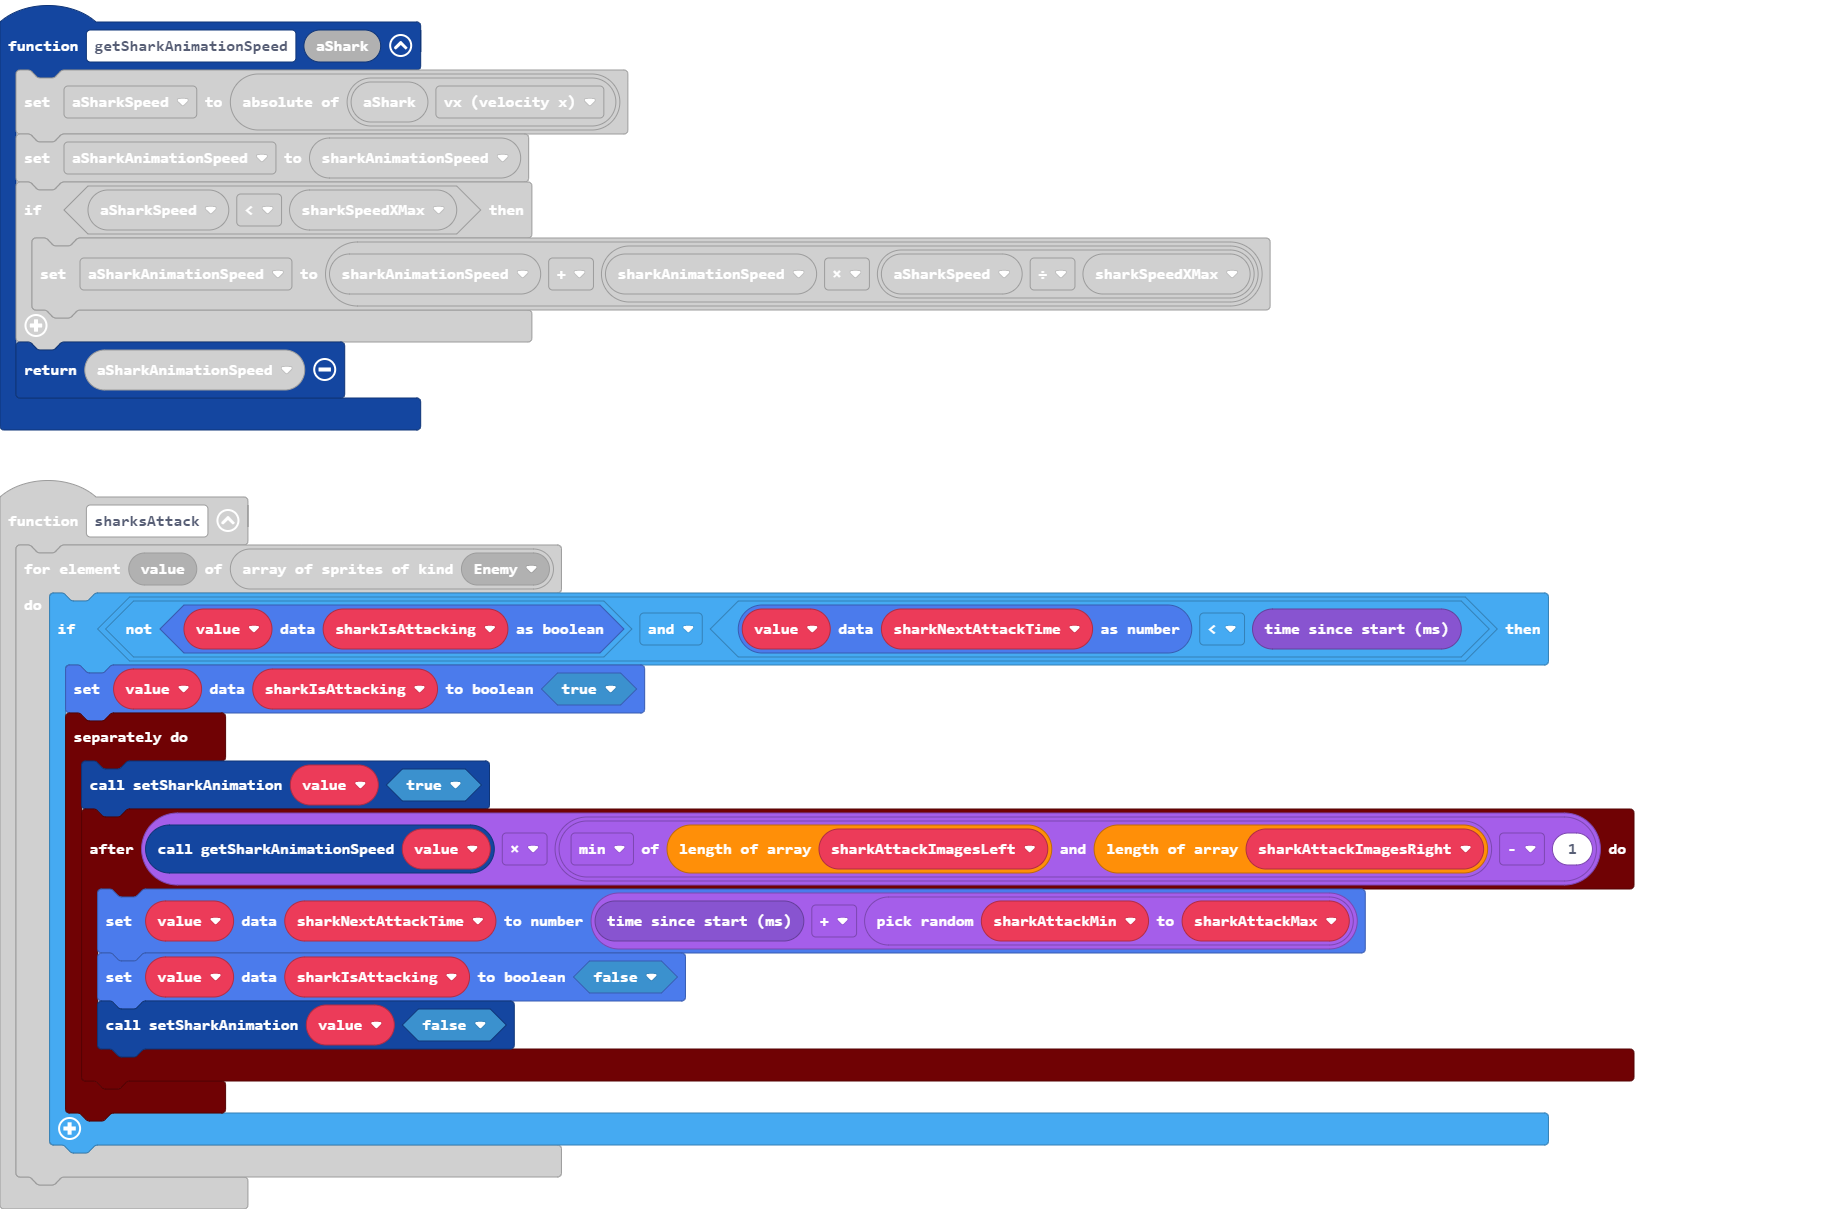 function getSharkAnimationSpeed aShark
set aSharkSpeed to absolute of aShark vx (velocity x)
set aSharkAnimationSpeed to sharkAnimationSpeed
if aSharkSpeed < sharkSpeedXMax then
set aSharkAnimationSpeed to sharkAnimationSpeed + sharkAnimationSpeed × aSharkSpeed ÷ sharkSpeedXMax
return aSharkAnimationSpeed
function sharksAttack
for element value of array of sprites of kind Enemy
do
if not value data sharkIsAttacking as boolean and value data sharkNextAttackTime as number < time since start (ms) then
set value data sharkIsAttacking to boolean true
separately do
call setSharkAnimation value true
after call getSharkAnimationSpeed value × min of length of array sharkAttackImagesLeft and length of array sharkAttackImagesRight - 1 do
set value data sharkNextAttackTime to number time since start (ms) + pick random sharkAttackMin to sharkAttackMax
set value data sharkIsAttacking to boolean false
call setSharkAnimation value false